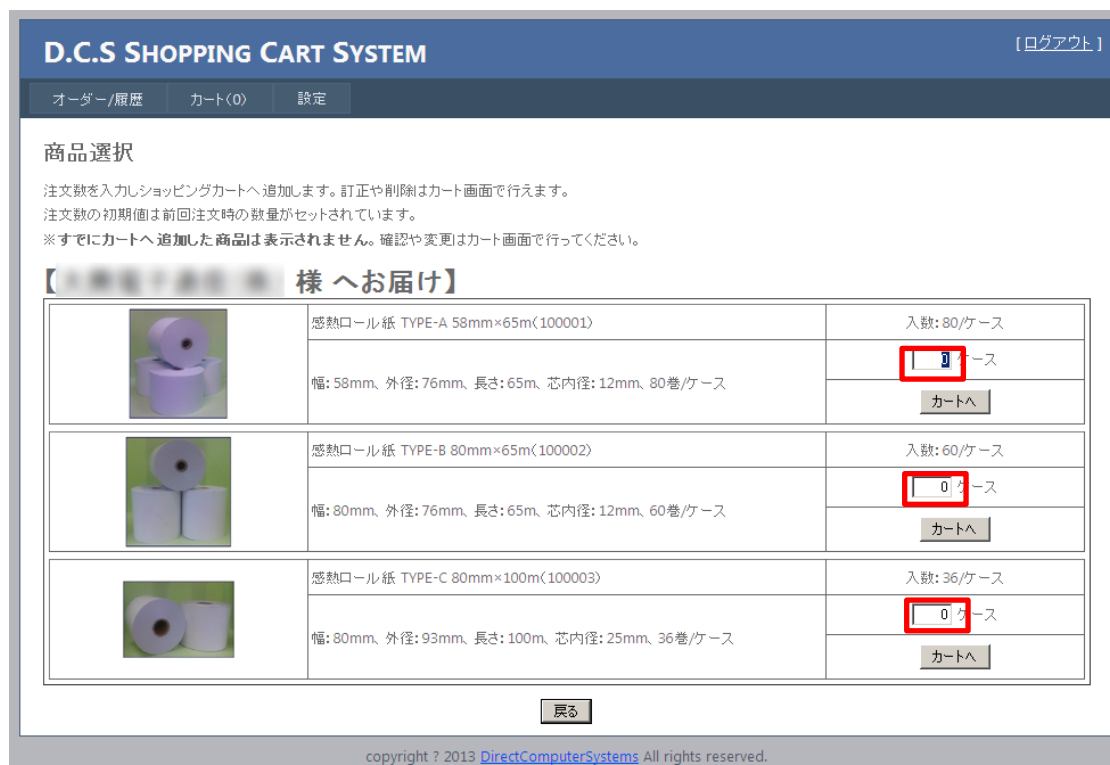 D.C.S SHOPPING CART SYSTEM
[ログアウト]
オーダー/履歴 カート(0) 設定
商品選択
注文数を入力しショッピングカートへ追加します。訂正や削除はカート画面で行えます。
注文数の初期値は前回注文時の数量がセットされています。
※すでにカートへ追加した商品は表示されません。確認や変更はカート画面で行ってください。
【 様 へお届け】
感熱ロール紙 TYPE-A 58mm×65m(100001)
入数:80/ケース
幅:58mm、外径:76mm、長さ:65m、芯内径:12mm、80巻/ケース
0 ケース
カートへ
感熱ロール紙 TYPE-B 80mm×65m(100002)
入数:60/ケース
幅:80mm、外径:76mm、長さ:65m、芯内径:12mm、60巻/ケース
0 ケース
カートへ
感熱ロール紙 TYPE-C 80mm×100m(100003)
入数:36/ケース
幅:80mm、外径:93mm、長さ:100m、芯内径:25mm、36巻/ケース
0 ケース
カートへ
戻る
copyright ? 2013 DirectComputerSystems All rights reserved.